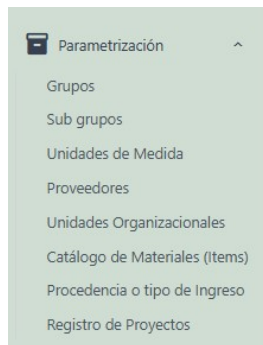 Parametrización
Grupos
Sub grupos
Unidades de Medida
Proveedores
Unidades Organizacionales
Catálogo de Materiales (Items)
Procedencia o tipo de Ingreso
Registro de Proyectos